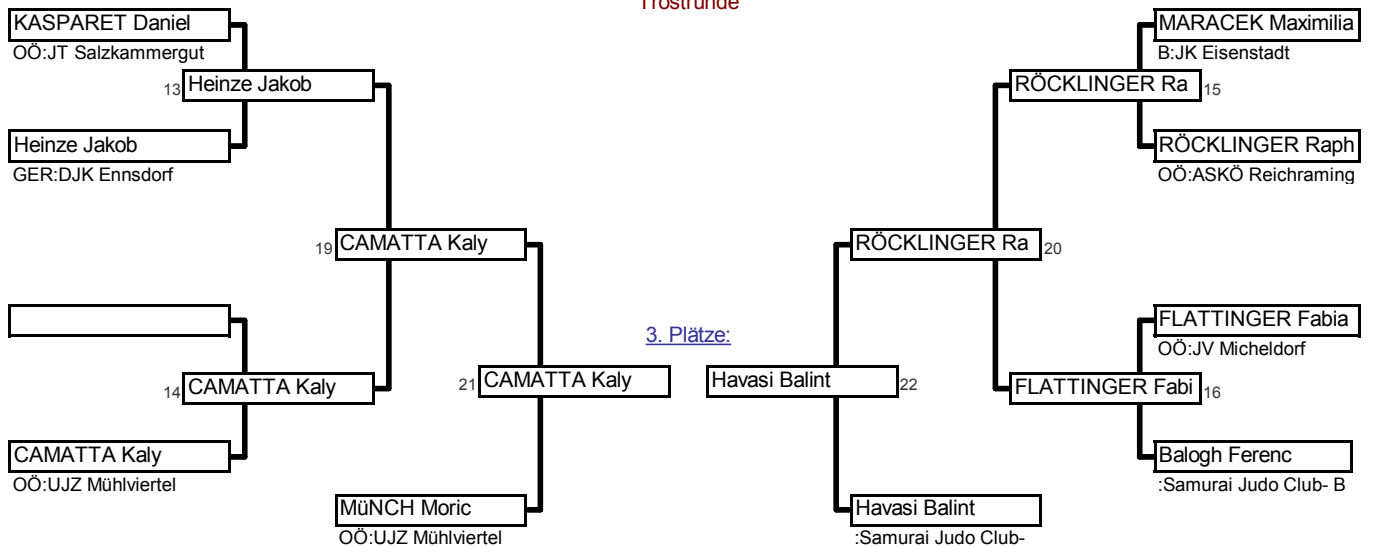 Trostrunde
KASPARET Daniel
OÖ:JT Salzkammergut
13 Heinze Jakob
Heinze Jakob
GER:DJK Ennsdorf
19 CAMATTA Kaly
14 CAMATTA Kaly
CAMATTA Kaly
OÖ:UJZ Mühlviertel
21 CAMATTA Kaly
MüNCH Moric
OÖ:UJZ Mühlviertel
3. Plätze:
MARACEK Maximilia
B:JK Eisenstadt
RÖCKLINGER Ra 15
RÖCKLINGER Raph
OÖ:ASKÖ Reichraming
RÖCKLINGER Ra 20
FLATTINGER Fabia
OÖ:JV Micheldorf
Havasi Balint 22
FLATTINGER Fabi 16
Balogh Ferenc
:Samurai Judo Club- B
Havasi Balint
:Samurai Judo Club-